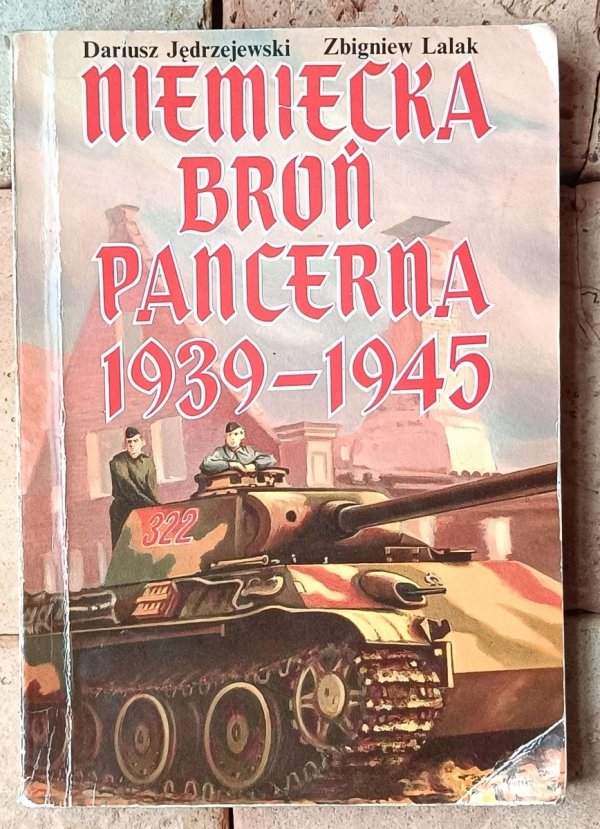 Dariusz Jędrzejewski Zbigniew Lalak
NIEMIECKA
BROŃ
PANCERNA
1939-1945
322